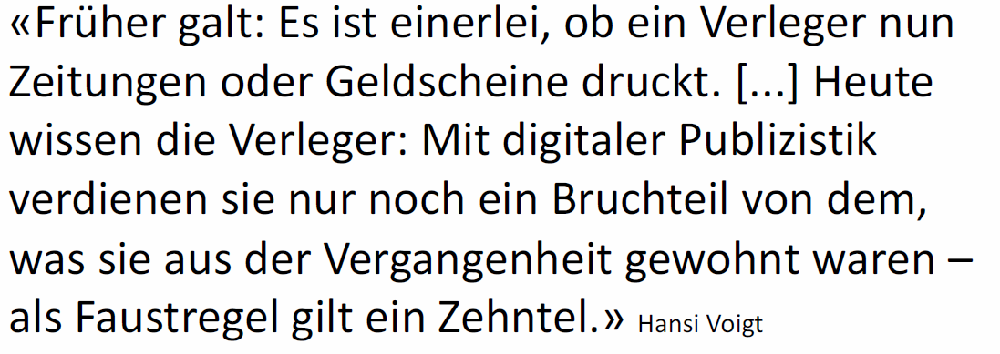 «Früher galt: Es ist einerlei, ob ein Verleger nun
Zeitungen oder Geldscheine druckt. [...] Heute
wissen die Verleger: Mit digitaler Publizistik
verdienen sie nur noch ein Bruchteil von dem,
was sie aus der Vergangenheit gewohnt waren –
als Faustregel gilt ein Zehntel.» Hansi Voigt